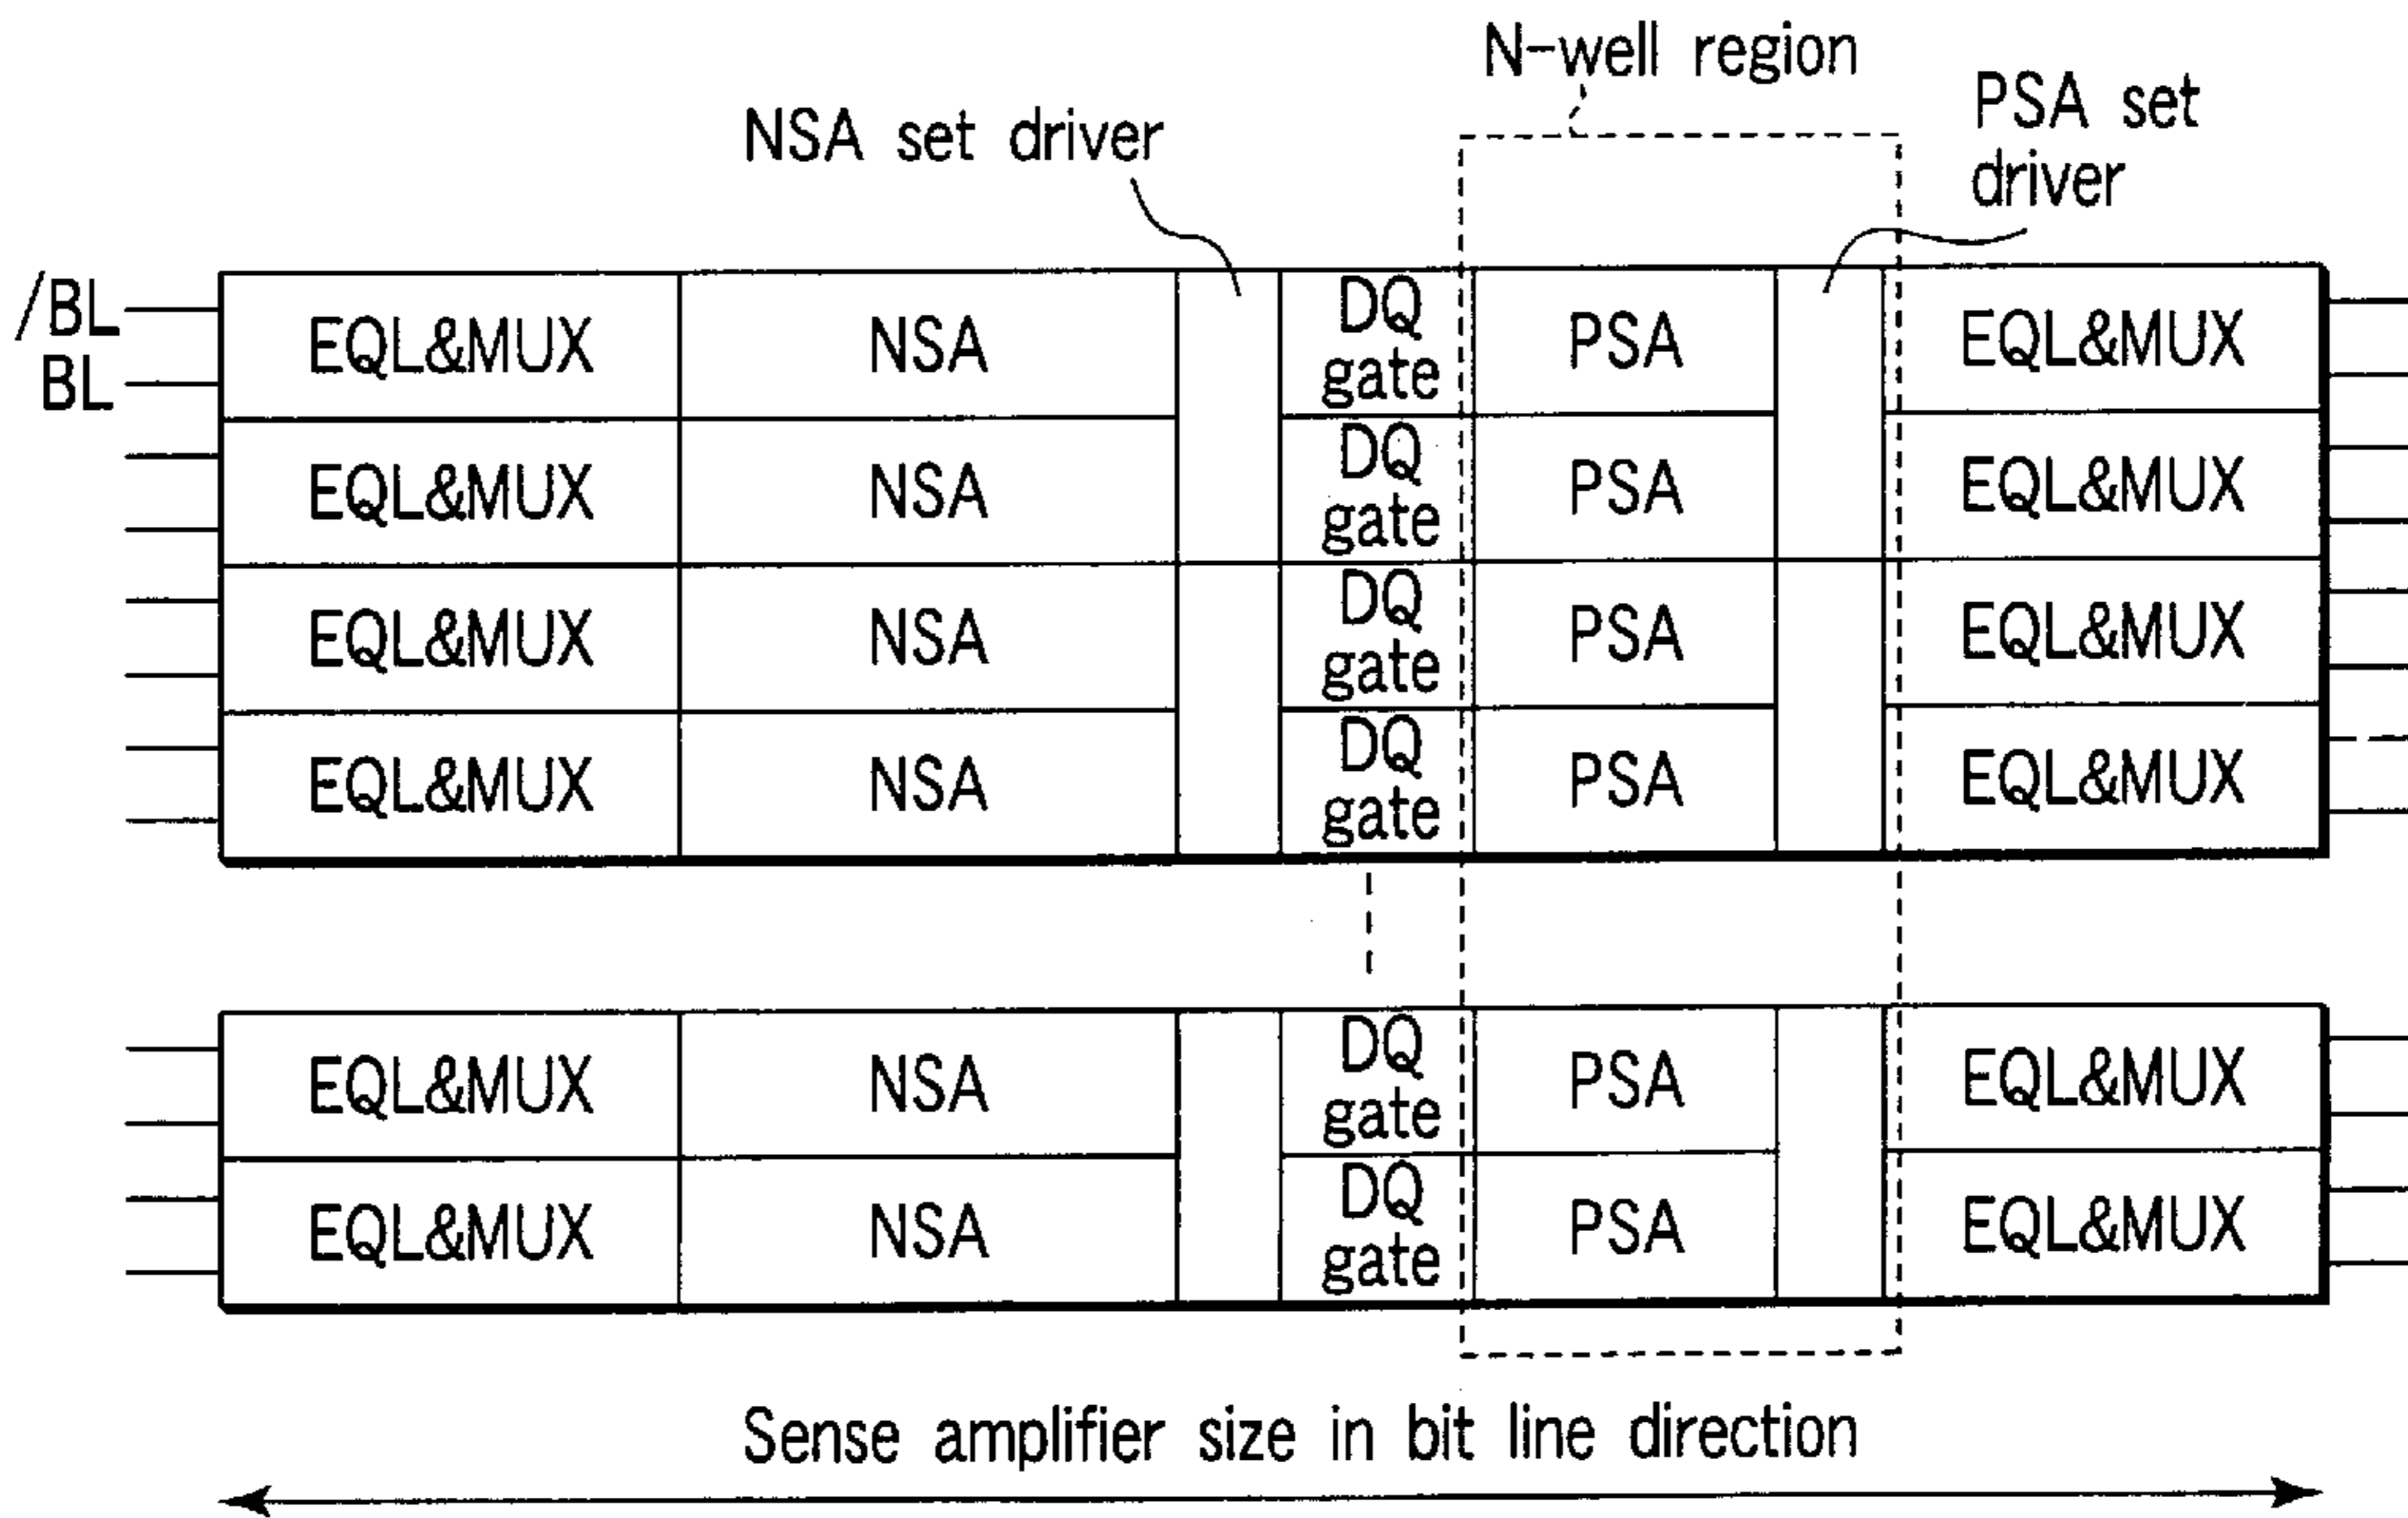 N-well region
NSA set driver
PSA set
driver
/BL
BL
EQL&MUX NSA DQ gate PSA EQL&MUX
EQL&MUX NSA DQ gate PSA EQL&MUX
EQL&MUX NSA DQ gate PSA EQL&MUX
EQL&MUX NSA DQ gate PSA EQL&MUX
EQL&MUX NSA DQ gate PSA EQL&MUX
EQL&MUX NSA DQ gate PSA EQL&MUX
Sense amplifier size in bit line direction